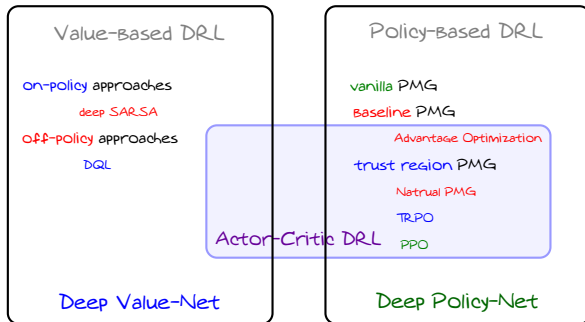 Value-Based DRL
on-policy approaches
deep SARSA
off-policy approaches
DQL
Deep Value-Net
Policy-Based DRL
vanilla PMG
Baseline PMG
Advantage Optimization
trust region PMG
Natrual PMG
TRPO
PPO
Actor-Critic DRL
Deep Policy-Net